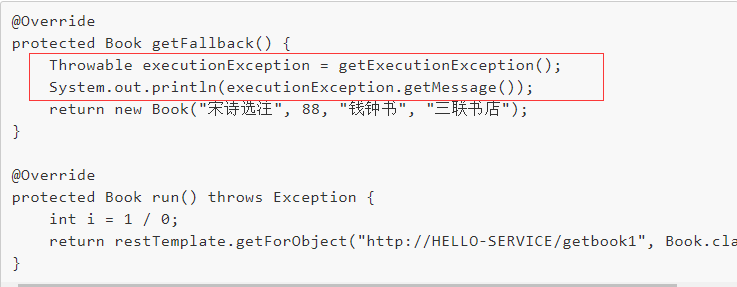 @Override
protected Book getFallback() {
    Throwable executionException = getExecutionException();
    System.out.println(executionException.getMessage());
    return new Book("宋诗选汪", 88, "钱钟书", "三联书店");
}

@Override
protected Book run() throws Exception {
    int i = 1 / 0;
    return restTemplate.getForObject("http://HELLO-SERVICE/getbook1", Book.cla
}